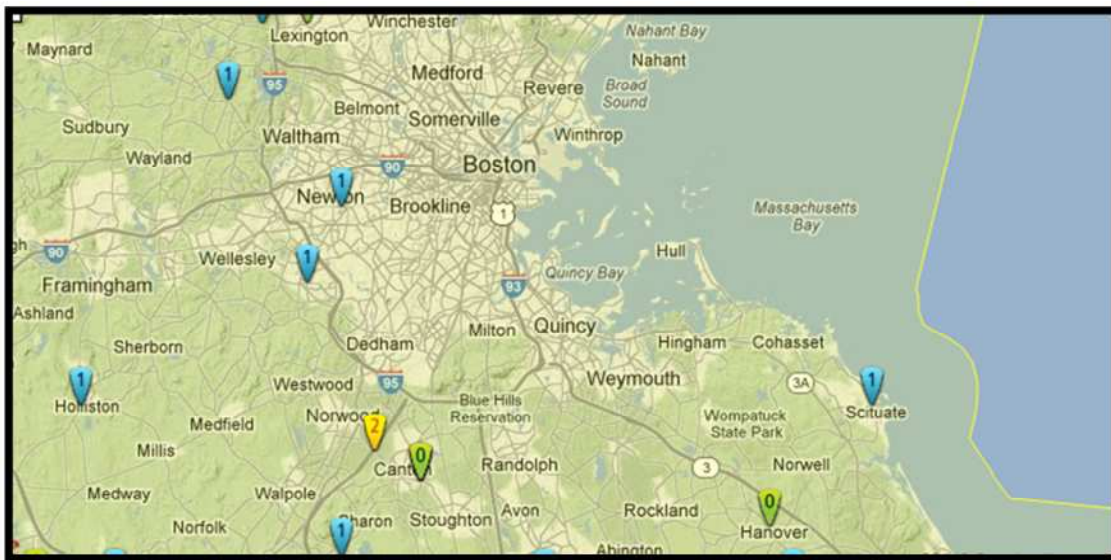 Winchester
Nahant Bay
Lexington
Maynard
Nahant
Medford
1
95
Revere
Broad
Sound
Belmont
Somerville
Sudbury
Waltham
Winthrop
Wayland
90
Boston
1
Newton
Brookline
1
Massachusetts
Bay
90
Wellesley
1
Hull
Quincy Bay
Framingham
93
Ashland
Milton
Quincy
Sherborn
Dedham
Hingham
Cohasset
1
Holliston
Westwood
95
Weymouth
3A
1
Scituate
Blue Hills
Reservation
Norwood
2
Medfield
Wompatuck
State Park
Millis
Canton
0
Randolph
3
Norwell
Medway
Walpole
Norfolk
Sharon
1
Stoughton
Avon
Rockland
0
Hanover
Abington